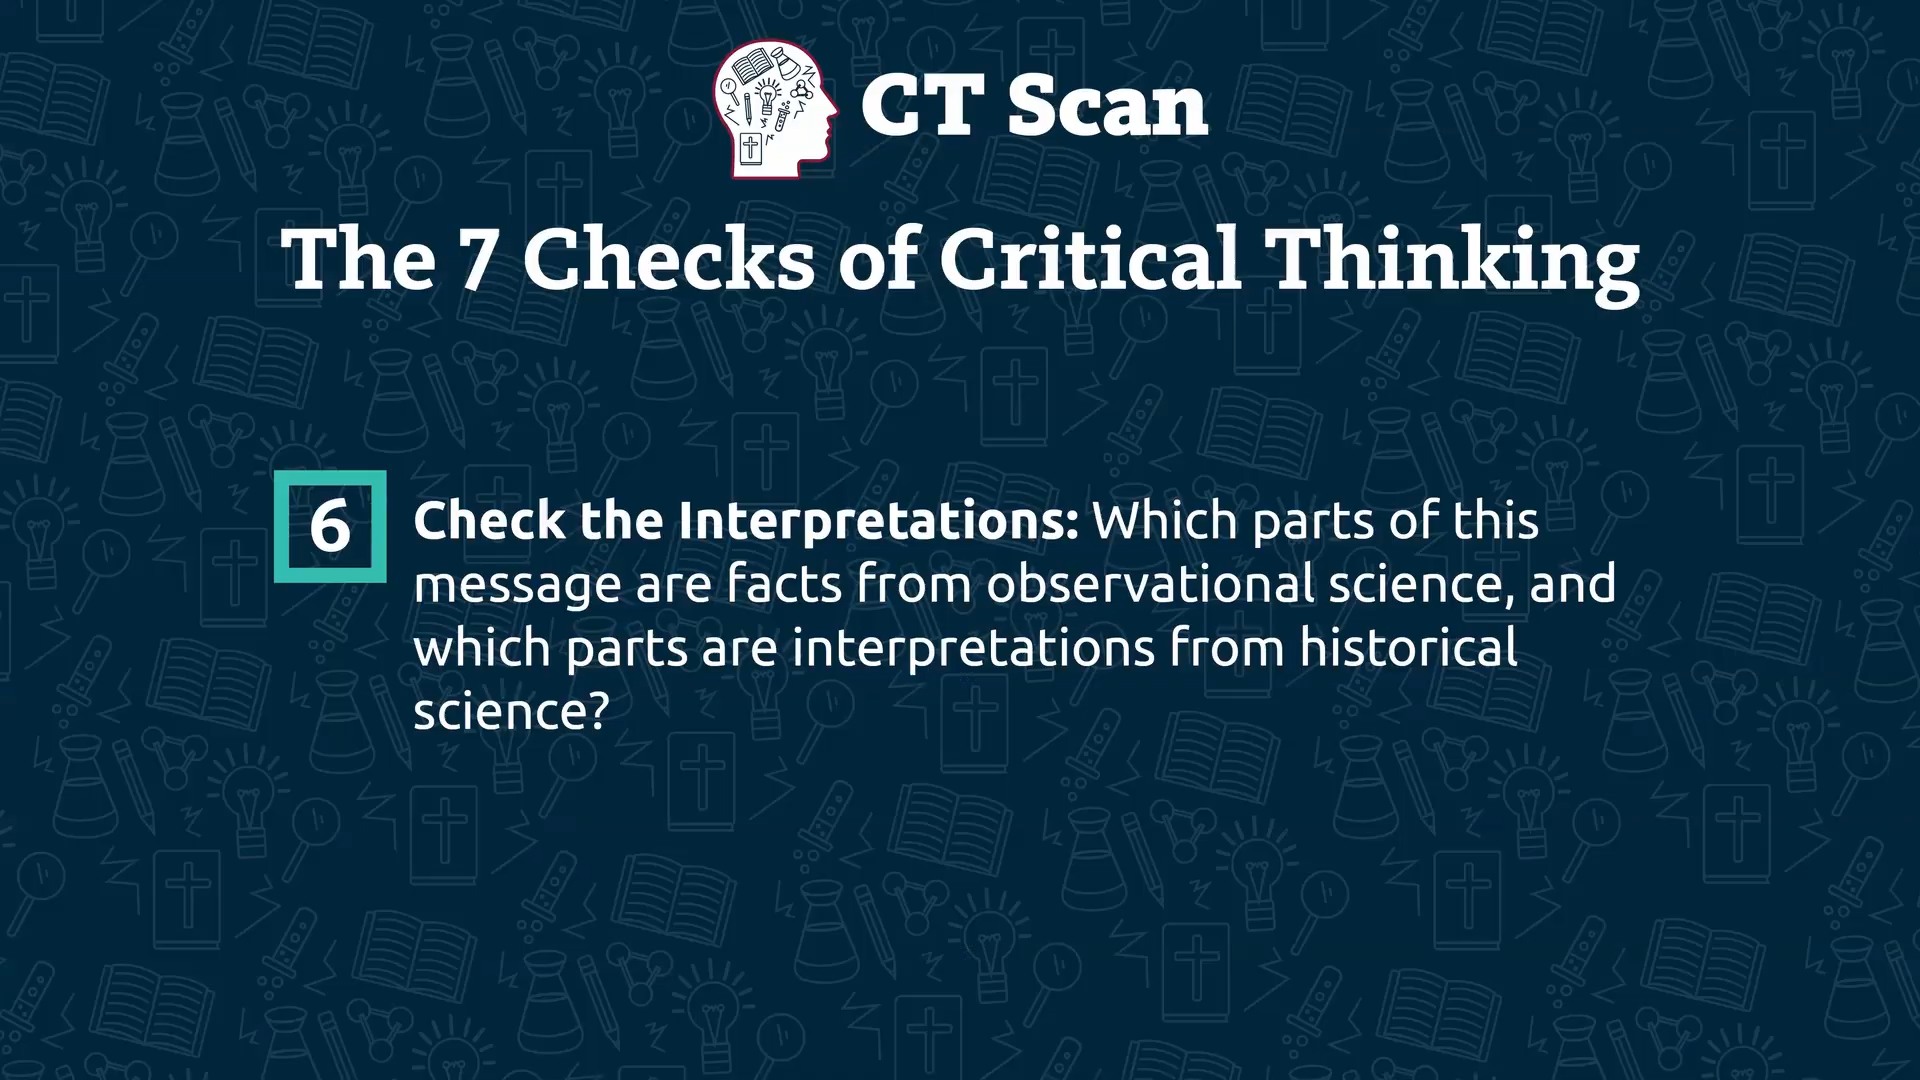 CT Scan
The 7 Checks of Critical Thinking
6
Check the Interpretations: Which parts of this
message are facts from observational science, and
which parts are interpretations from historical
science?